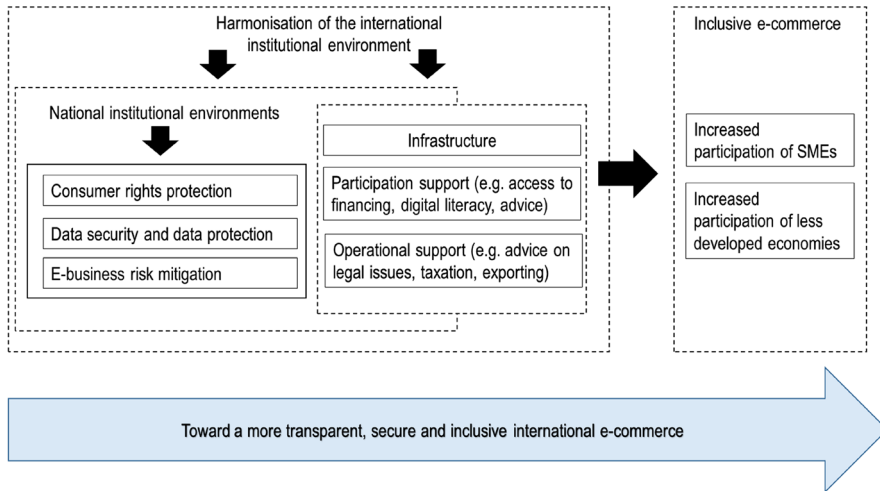 Harmonisation of the international
institutional environment
National institutional environments
Consumer rights protection
Data security and data protection
E-business risk mitigation
Infrastructure
Participation support (e.g. access to
financing, digital literacy, advice)
Operational support (e.g. advice on
legal issues, taxation, exporting)
Inclusive e-commerce
Increased
participation of SMEs
Increased
participation of less
developed economies
Toward a more transparent, secure and inclusive international e-commerce